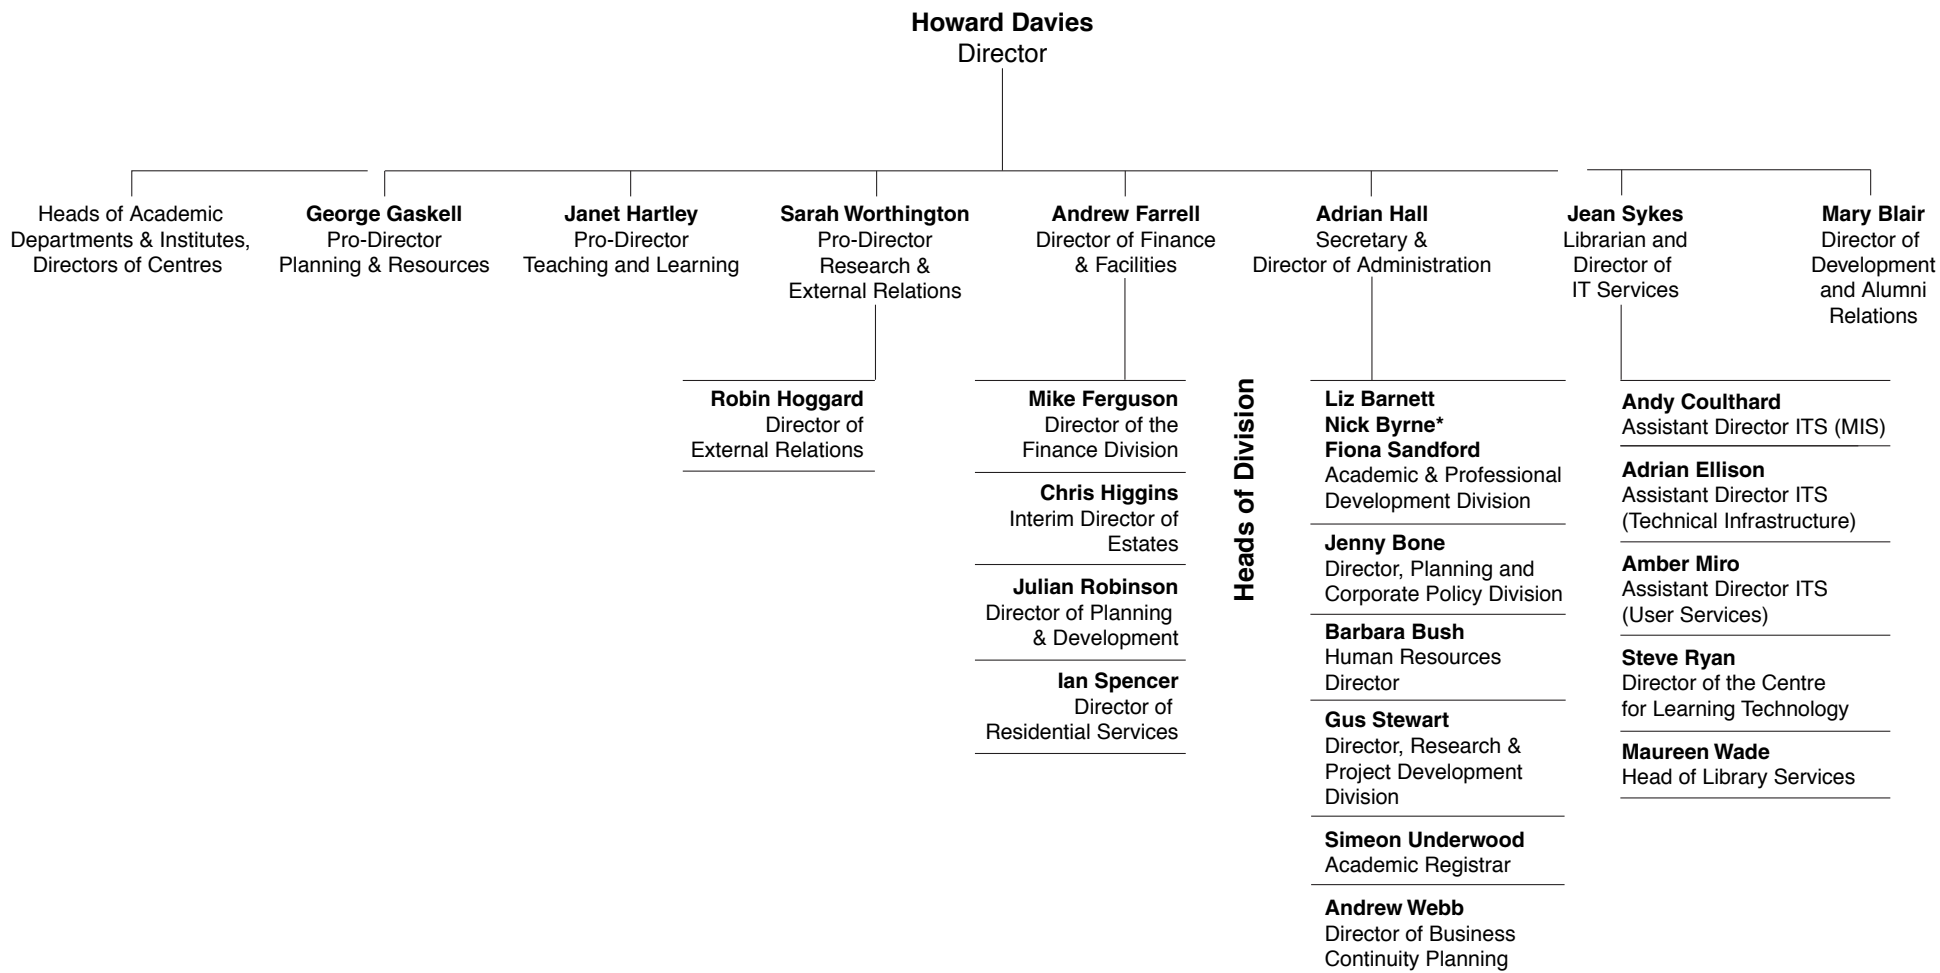 Howard Davies
Director
Heads of Academic
Departments & Institutes,
Directors of Centres
George Gaskell
Pro-Director
Planning & Resources
Janet Hartley
Pro-Director
Teaching and Learning
Sarah Worthington
Pro-Director
Research &
External Relations
Andrew Farrell
Director of Finance
& Facilities
Adrian Hall
Secretary &
Director of Administration
Jean Sykes
Librarian and
Director of
IT Services
Mary Blair
Director of
Development
and Alumni
Relations
Robin Hoggard
Director of
External Relations
Mike Ferguson
Director of the
Finance Division
Chris Higgins
Interim Director of
Estates
Julian Robinson
Director of Planning
& Development
Ian Spencer
Director of
Residential Services
Heads of Division
Liz Barnett
Nick Byrne*
Fiona Sandford
Academic & Professional
Development Division
Jenny Bone
Director, Planning and
Corporate Policy Division
Barbara Bush
Human Resources
Director
Gus Stewart
Director, Research &
Project Development
Division
Simeon Underwood
Academic Registrar
Andrew Webb
Director of Business
Continuity Planning
Andy Coulthard
Assistant Director ITS (MIS)
Adrian Ellison
Assistant Director ITS
(Technical Infrastructure)
Amber Miro
Assistant Director ITS
(User Services)
Steve Ryan
Director of the Centre
for Learning Technology
Maureen Wade
Head of Library Services